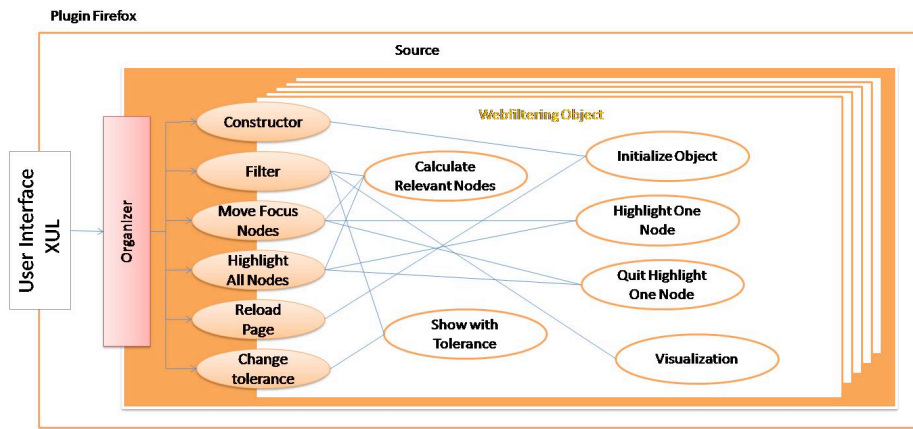 Plugin Firefox
Source
Webfiltering Object
User Interface
XUL
Organizer
Constructor
Filter
Move Focus
Nodes
Highlight
All Nodes
Reload
Page
Change
tolerance
Calculate
Relevant Nodes
Show with
Tolerance
Initialize Object
Highlight One
Node
Quit Highlight
One Node
Visualization